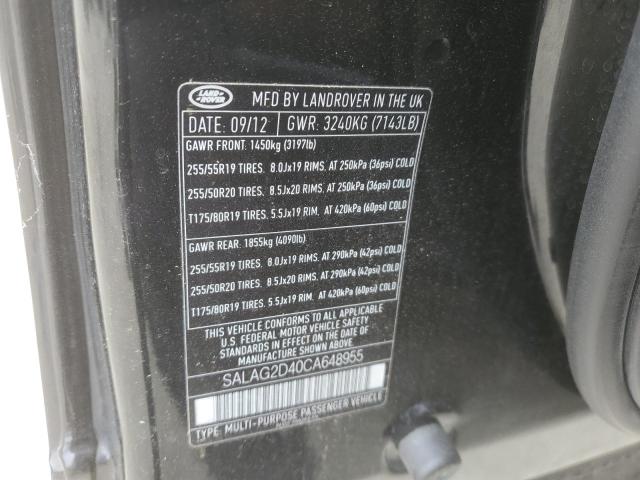 LAND ROVER
MFD BY LANDROVER IN THE UK
DATE: 09/12 GWR: 3240KG (7143LB)
GAWR FRONT: 1450kg (3197lb)
255/55R19 TIRES. 8.0Jx19 RIMS. AT 250kPa (36psi) COLD
255/50R20 TIRES. 8.5Jx20 RIMS. AT 250kPa (36psi) COLD
T175/80R19 TIRES. 5.5Jx19 RIM. AT 420kPa (60psi) COLD
GAWR REAR: 1855kg (4090lb)
255/55R19 TIRES. 8.0Jx19 RIMS. AT 290kPa (42psi) COLD
255/50R20 TIRES. 8.5Jx20 RIMS. AT 290kPa (42psi) COLD
T175/80R19 TIRES. 5.5Jx19 RIM. AT 420kPa (60psi) COLD
THIS VEHICLE CONFORMS TO ALL APPLICABLE
U.S. FEDERAL MOTOR VEHICLE SAFETY
STANDARDS IN EFFECT ON THE DATE OF
MANUFACTURE SHOWN ABOVE
SALAG2D40CA648955
TYPE: MULTI-PURPOSE PASSENGER VEHICLE